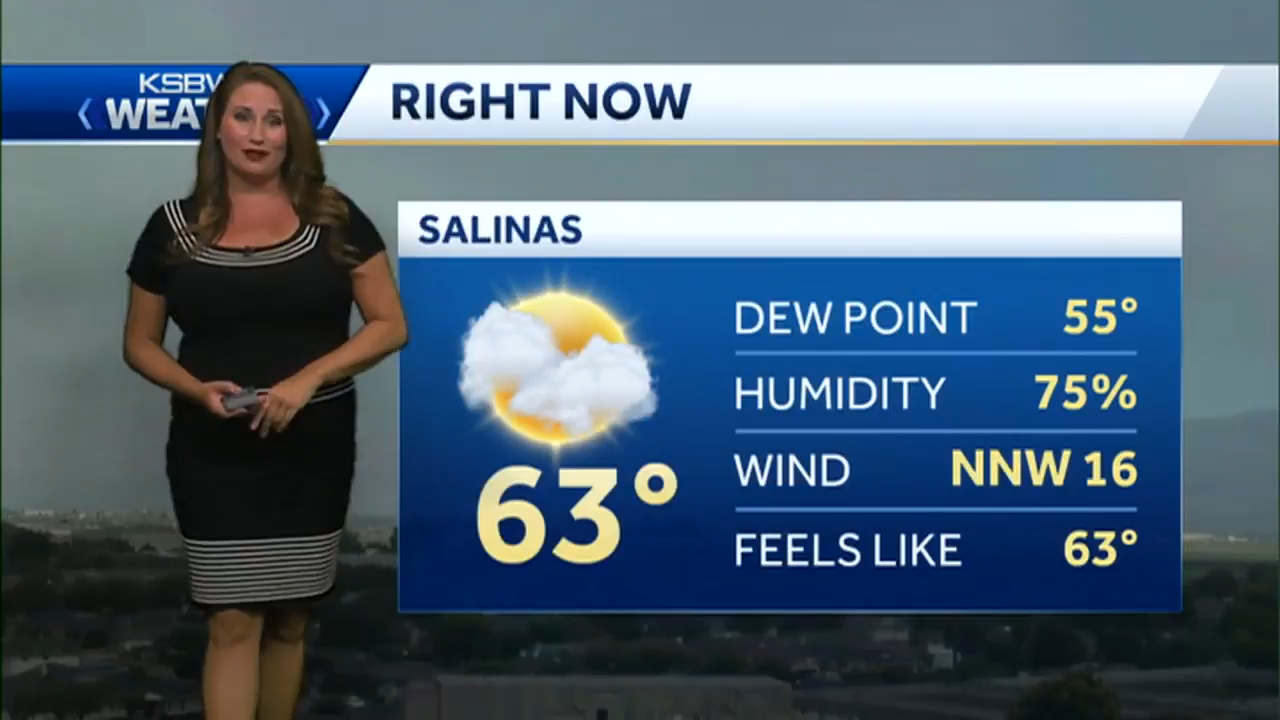 KSBW
WEAT
RIGHT NOW
SALINAS
63°
DEW POINT 55°
HUMIDITY 75%
WIND NNW 16
FEELS LIKE 63°